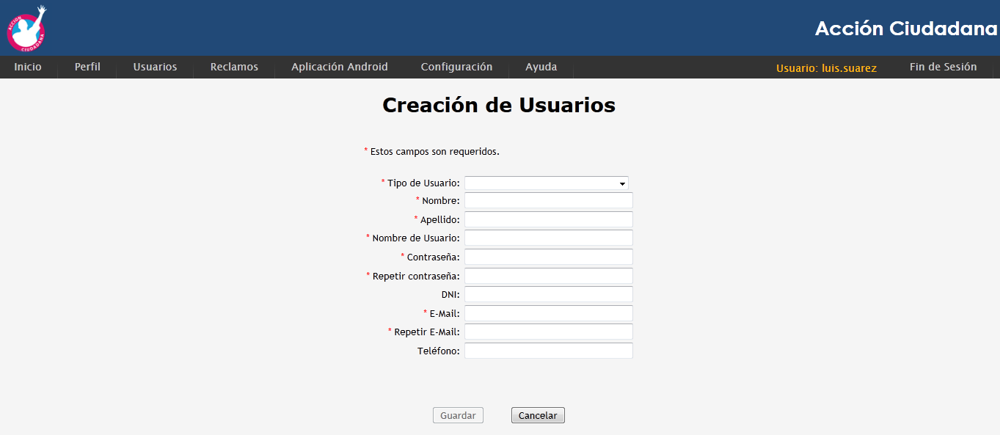 ACCION
CIUDADANA
Acción Ciudadana
Inicio Perfil Usuarios Reclamos Aplicación Android Configuración Ayuda Usuario: luis.suarez Fin de Sesión
Creación de Usuarios
* Estos campos son requeridos.
* Tipo de Usuario:
* Nombre:
* Apellido:
* Nombre de Usuario:
* Contraseña:
* Repetir contraseña:
DNI:
* E-Mail:
* Repetir E-Mail:
Teléfono:
Guardar Cancelar